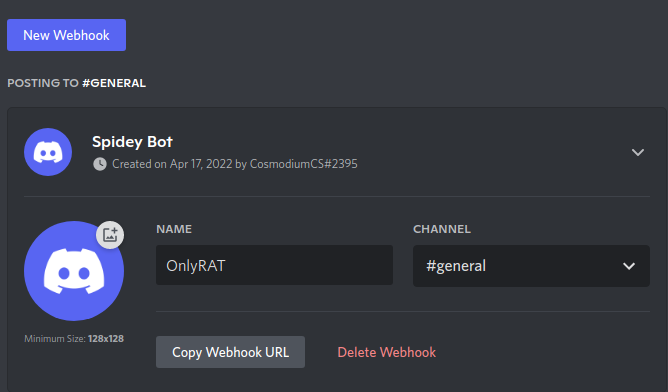 New Webhook
POSTING TO #GENERAL
Spidey Bot
Created on Apr 17, 2022 by CosmodiumCS#2395
NAME
CHANNEL
OnlyRAT
#general
Minimum Size: 128x128
Copy Webhook URL
Delete Webhook